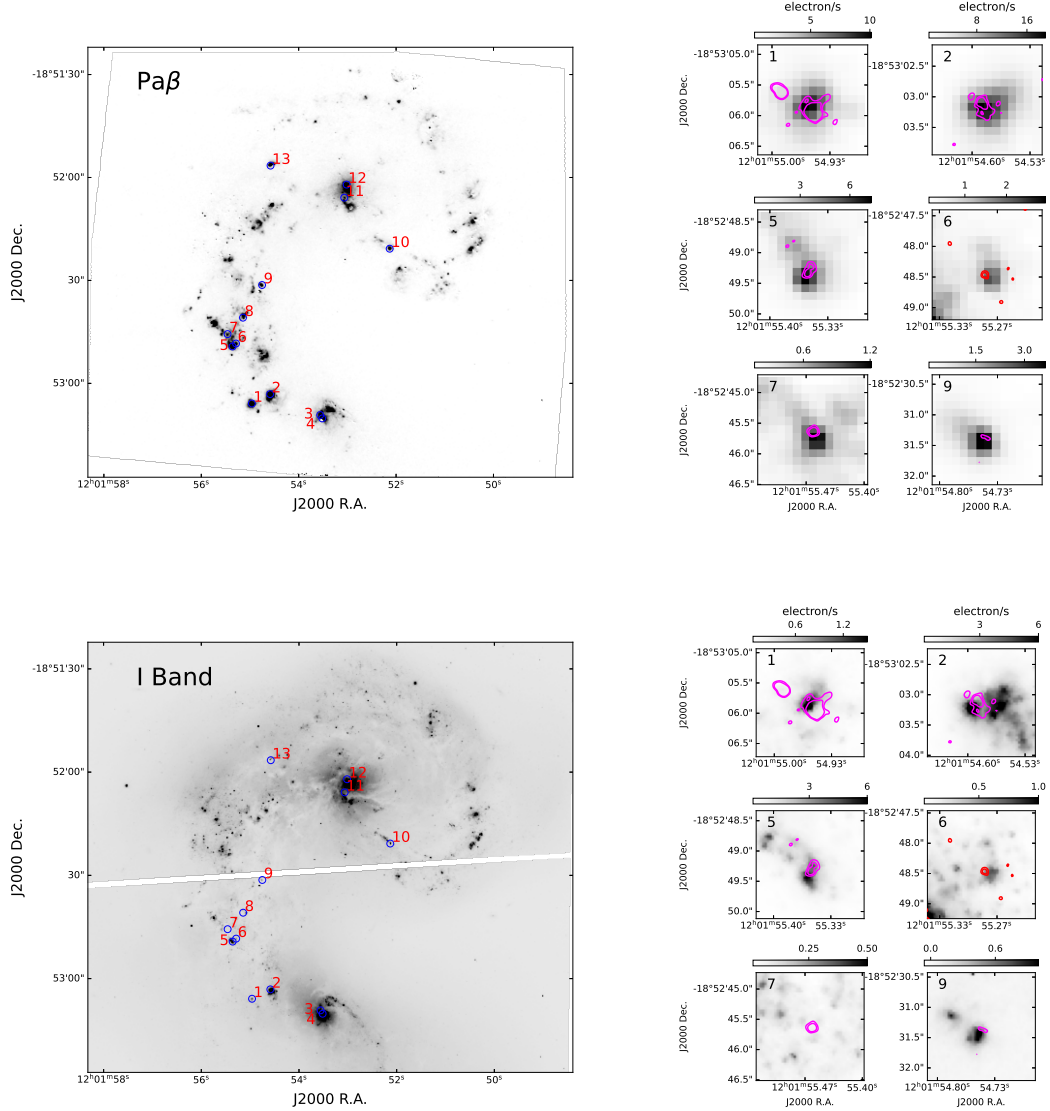 Paβ
-18°51'30"
52'00"
30"
53'00"
J2000 Dec.
12h01m58s
56s
54s
52s
50s
J2000 R.A.
13
12
11
10
9
8
7
6
5
2
1
3
4
electron/s
5
10
1
-18°53'05.0"
05.5"
06.0"
06.5"
J2000 Dec.
12h01m55.00s
54.93s
electron/s
8
16
2
-18°53'02.5"
03.0"
03.5"
12h01m54.60s
54.53s
3
6
5
-18°52'48.5"
49.0"
49.5"
50.0"
J2000 Dec.
12h01m55.40s
55.33s
1
2
6
-18°52'47.5"
48.0"
48.5"
49.0"
12h01m55.33s
55.27s
0.6
1.2
7
-18°52'45.0"
45.5"
46.0"
46.5"
J2000 Dec.
12h01m55.47s
55.40s
J2000 R.A.
1.5
3.0
9
-18°52'30.5"
31.0"
31.5"
32.0"
12h01m54.80s
54.73s
J2000 R.A.
I Band
-18°51'30"
52'00"
30"
53'00"
J2000 Dec.
12h01m58s
56s
54s
52s
50s
J2000 R.A.
13
12
11
10
9
8
7
5
6
2
1
3
4
electron/s
0.6
1.2
1
-18°53'05.0"
05.5"
06.0"
06.5"
J2000 Dec.
12h01m55.00s
54.93s
electron/s
3
6
2
-18°53'02.5"
03.0"
03.5"
04.0"
12h01m54.60s
54.53s
3
6
5
-18°52'48.5"
49.0"
49.5"
50.0"
J2000 Dec.
12h01m55.40s
55.33s
0.5
1.0
6
-18°52'47.5"
48.0"
48.5"
49.0"
12h01m55.33s
55.27s
0.25
0.50
7
-18°52'44.5"
45.0"
45.5"
46.0"
46.5"
J2000 Dec.
12h01m55.47s
55.40s
J2000 R.A.
0.0
0.6
9
-18°52'30.5"
31.0"
31.5"
32.0"
12h01m54.80s
54.73s
J2000 R.A.